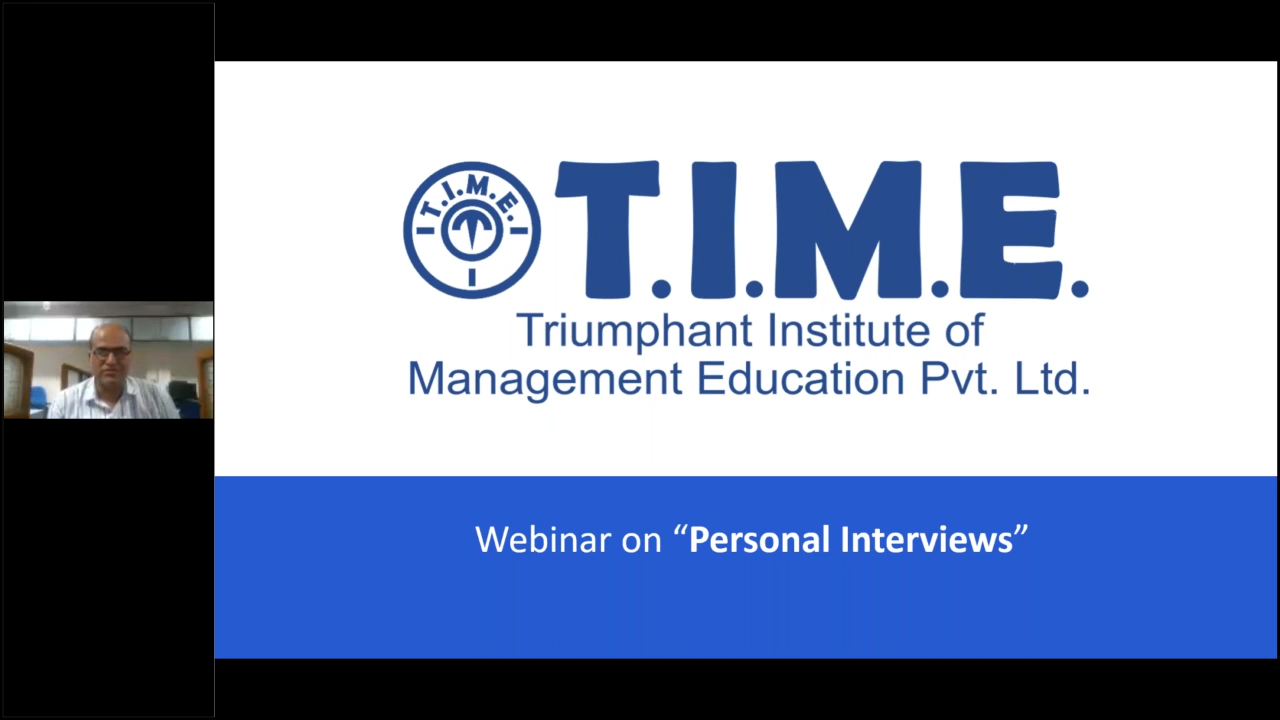 T.I.M.E.
T.I.M.E.
Triumphant Institute of
Management Education Pvt. Ltd.
Webinar on “Personal Interviews”